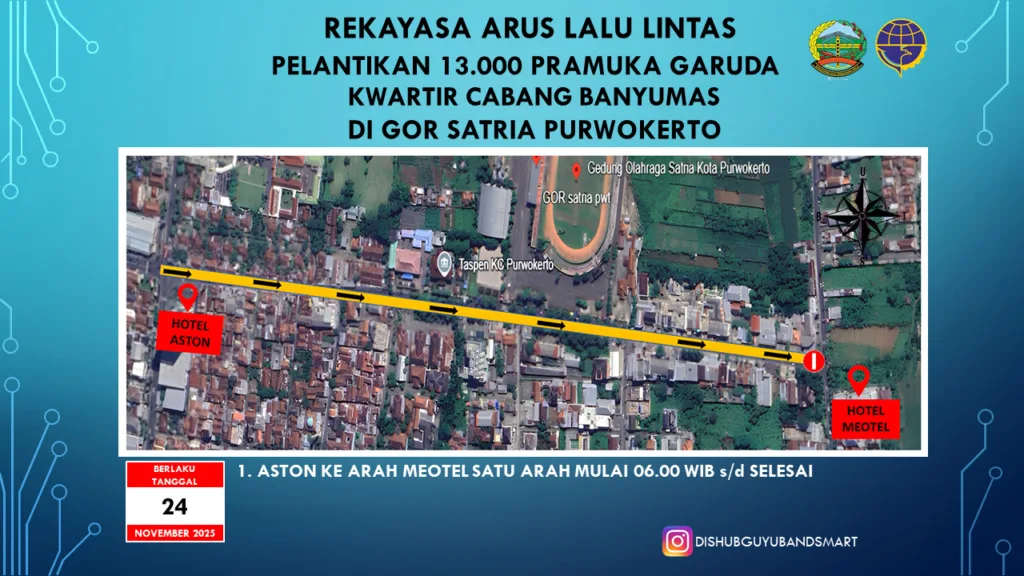 REKAYASA ARUS LALU LINTAS
PELANTIKAN 13.000 PRAMUKA GARUDA
KWARTIR CABANG BANYUMAS
DI GOR SATRIA PURWOKERTO
Gedung Olahraga Satria Kota Purwokerto
GOR satria pwt
Taspen KC Purwokerto
HOTEL
ASTON
HOTEL
MEOTEL
BERLAKU
TANGGAL
24
NOVEMBER 2025
1. ASTON KE ARAH MEOTEL SATU ARAH MULAI 06.00 WIB s/d SELESAI
DISHUBGUYUBANDSMART